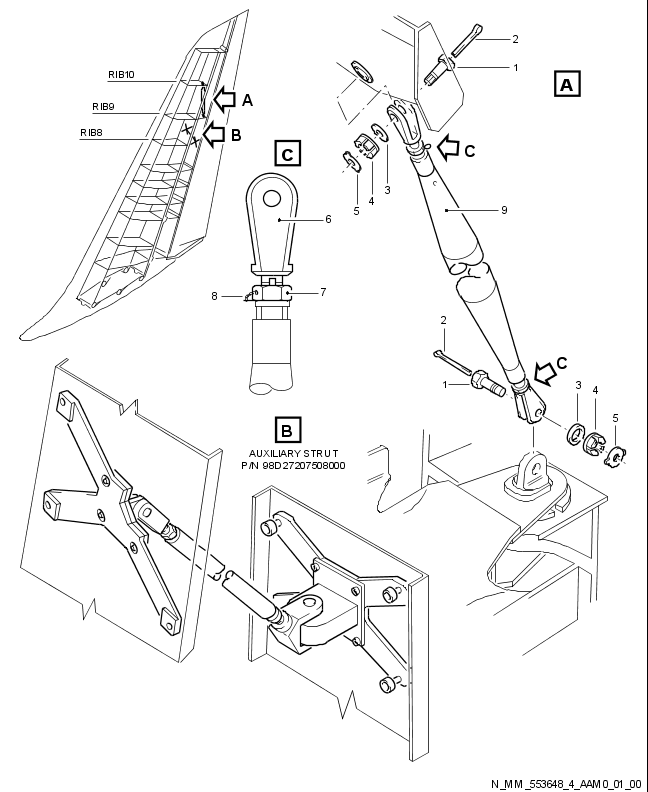 RIB10
RIB9
RIB8
A
B
2
1
A
C
3
4
5
9
C
6
8
7
2
1
C
3
4
5
B
AUXILIARY STRUT
P/N 98D27207508000
N_MM_553648_4_AAM0_01_00